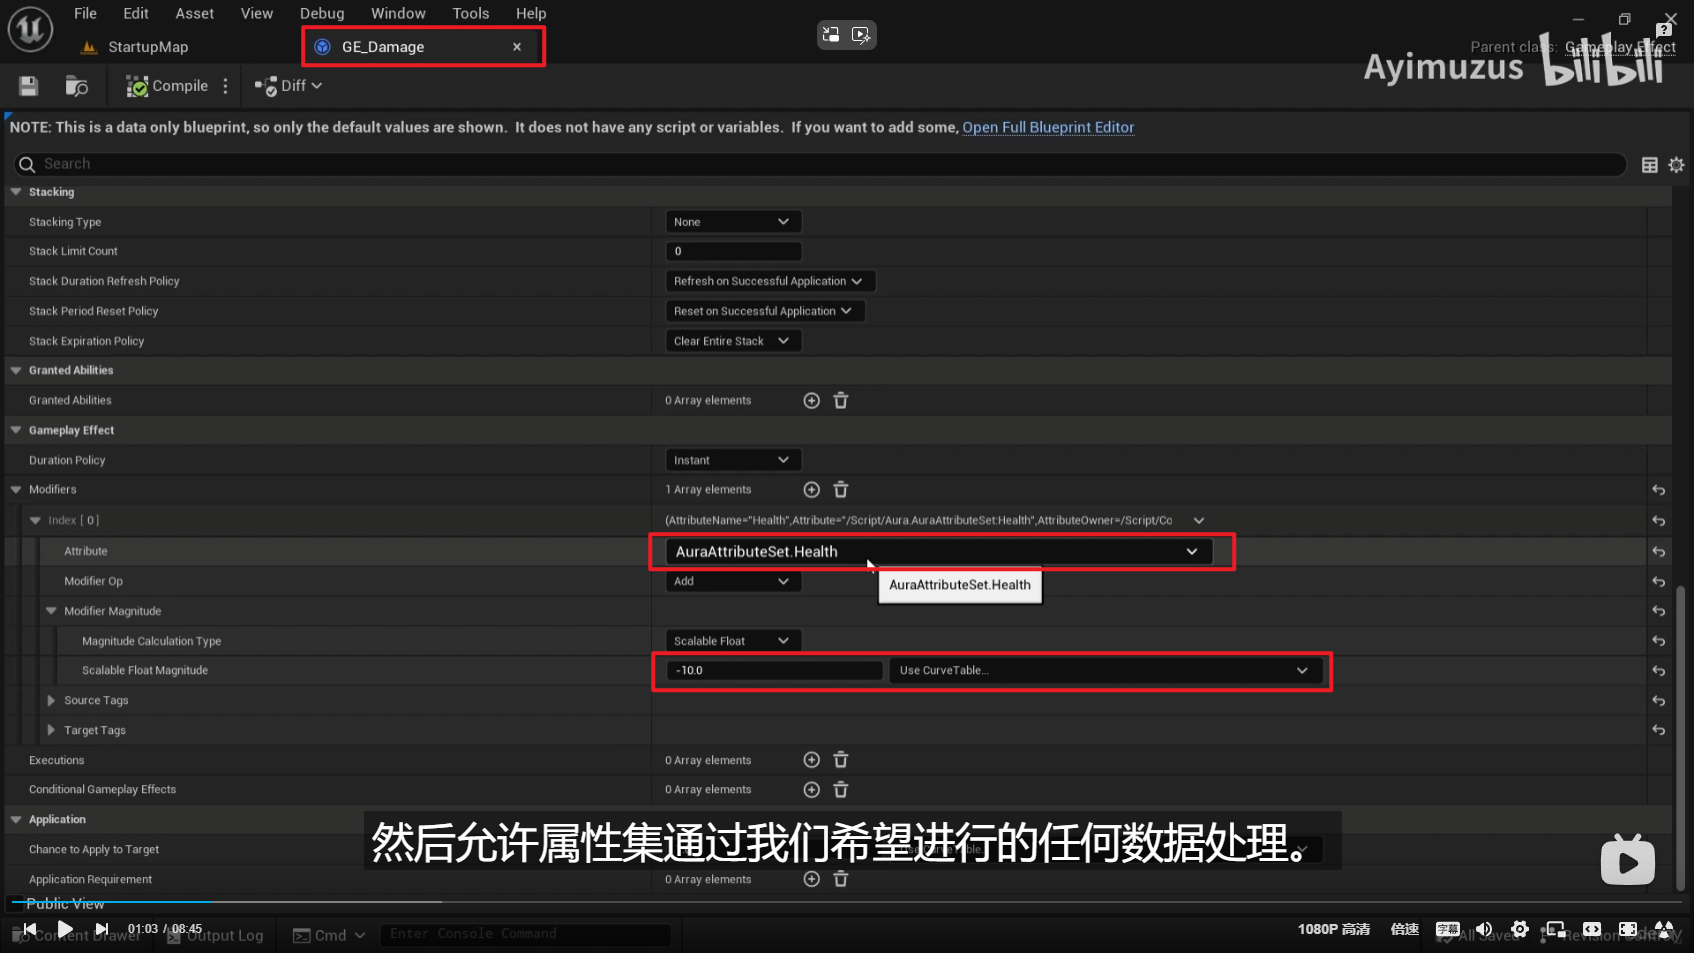 File Edit Asset View Debug Window Tools Help
StartupMap
GE_Damage
Parent class: Gameplay Effect
Ayimuzus bilibili
Compile
Diff
NOTE: This is a data only blueprint, so only the default values are shown. It does not have any script or variables. If you want to add some, Open Full Blueprint Editor
Search
Stacking
Stacking Type None
Stack Limit Count 0
Stack Duration Refresh Policy Refresh on Successful Application
Stack Period Reset Policy Reset on Successful Application
Stack Expiration Policy Clear Entire Stack
Granted Abilities
Granted Abilities 0 Array elements
Gameplay Effect
Duration Policy Instant
Modifiers 1 Array elements
Index [ 0 ] (AttributeName="Health",Attribute="/Script/Aura.AuraAttributeSet:Health",AttributeOwner=/Script/Co
Attribute AuraAttributeSet.Health
Modifier Op Add
AuraAttributeSet.Health
Modifier Magnitude
Magnitude Calculation Type Scalable Float
Scalable Float Magnitude -10.0 Use CurveTable...
Source Tags
Target Tags
Executions 0 Array elements
Conditional Gameplay Effects 0 Array elements
Application
然后允许属性集通过我们希望进行的任何数据处理。
Chance to Apply to Target
Application Requirement 0 Array elements
Public View
01:03 / 08:45
1080P 高清 倍速 字幕
Content Drawer Output Log Cmd Enter Console Command All Saved Revision Control